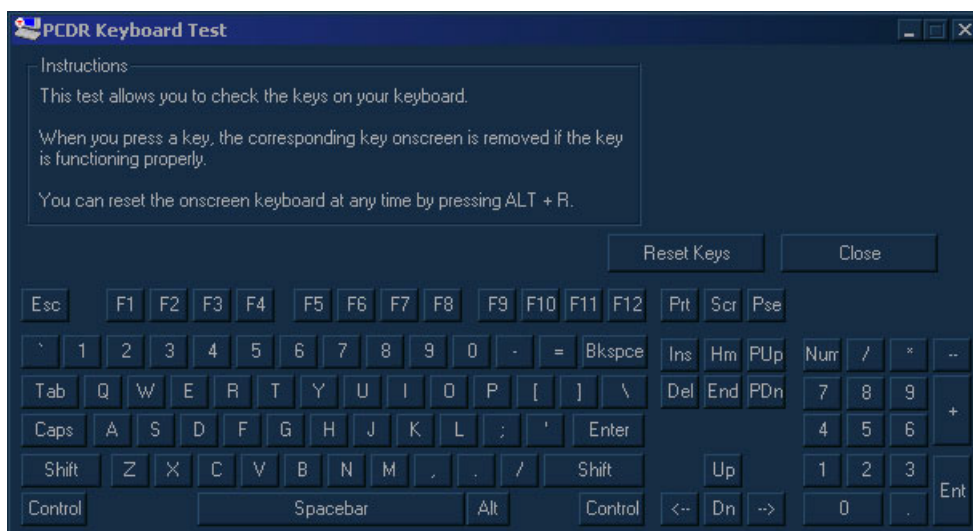 PCDR Keyboard Test
Instructions
This test allows you to check the keys on your keyboard.
When you press a key, the corresponding key onscreen is removed if the key
is functioning properly.
You can reset the onscreen keyboard at any time by pressing ALT + R.
Reset Keys Close
Esc F1 F2 F3 F4 F5 F6 F7 F8 F9 F10 F11 F12 Prt Scr Pse
` 1 2 3 4 5 6 7 8 9 0 - = Bkspce Ins Hm PUp Num / * --
Tab Q W E R T Y U I O P [ ] \ Del End PDn 7 8 9 +
Caps A S D F G H J K L ; ' Enter 4 5 6
Shift Z X C V B N M , . / Shift Up 1 2 3 Ent
Control Spacebar Alt Control <-- Dn --> 0 .